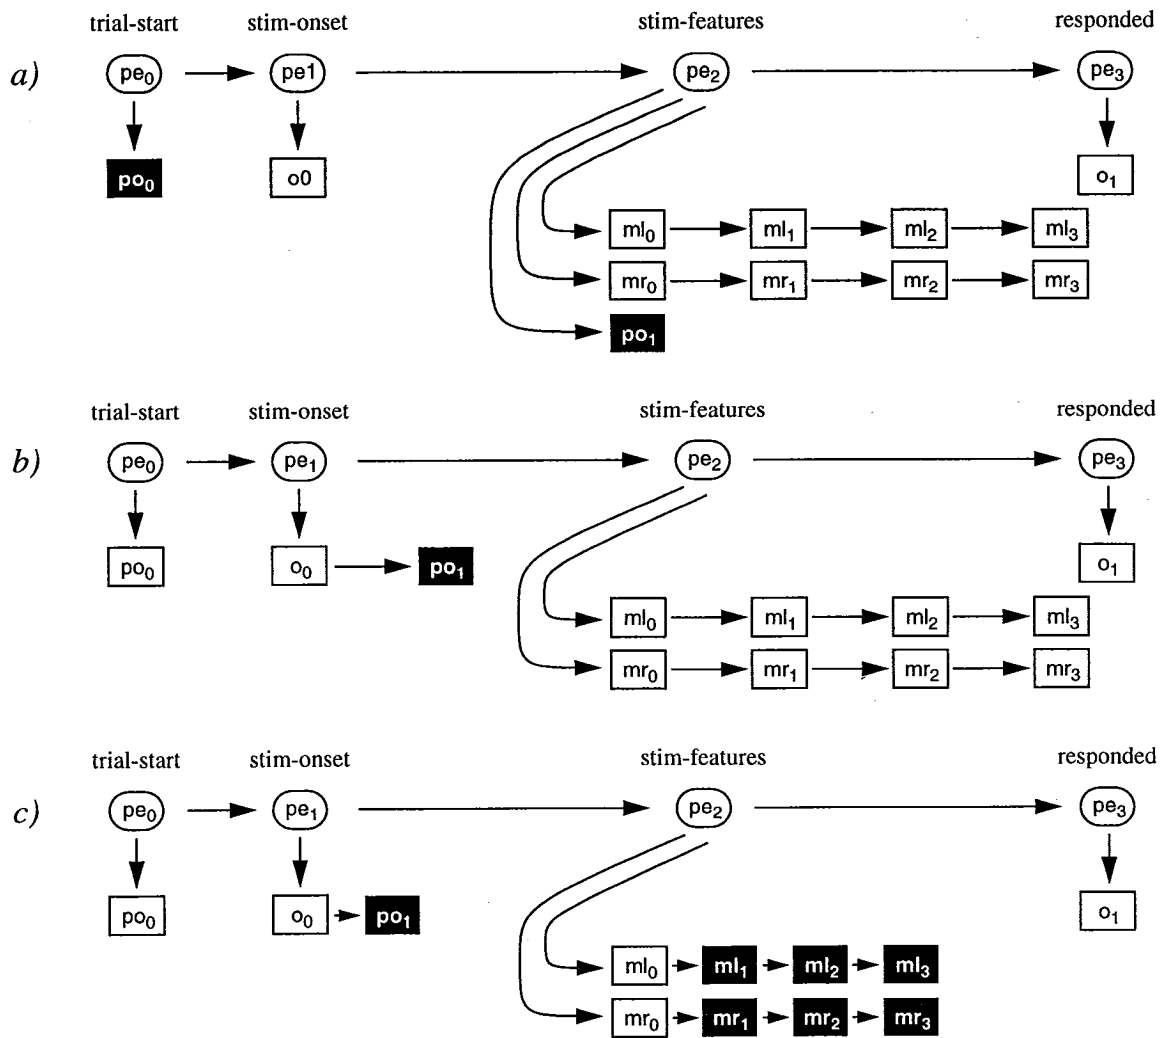 trial-start stim-onset stim-features responded
a) pe0 pe1 pe2 pe3
po0 o0 o1
ml0 ml1 ml2 ml3
mr0 mr1 mr2 mr3
po1
trial-start stim-onset stim-features responded
b) pe0 pe1 pe2 pe3
po0 o0 po1 o1
ml0 ml1 ml2 ml3
mr0 mr1 mr2 mr3
trial-start stim-onset stim-features responded
c) pe0 pe1 pe2 pe3
po0 o0 po1 o1
ml0 ml1 ml2 ml3
mr0 mr1 mr2 mr3